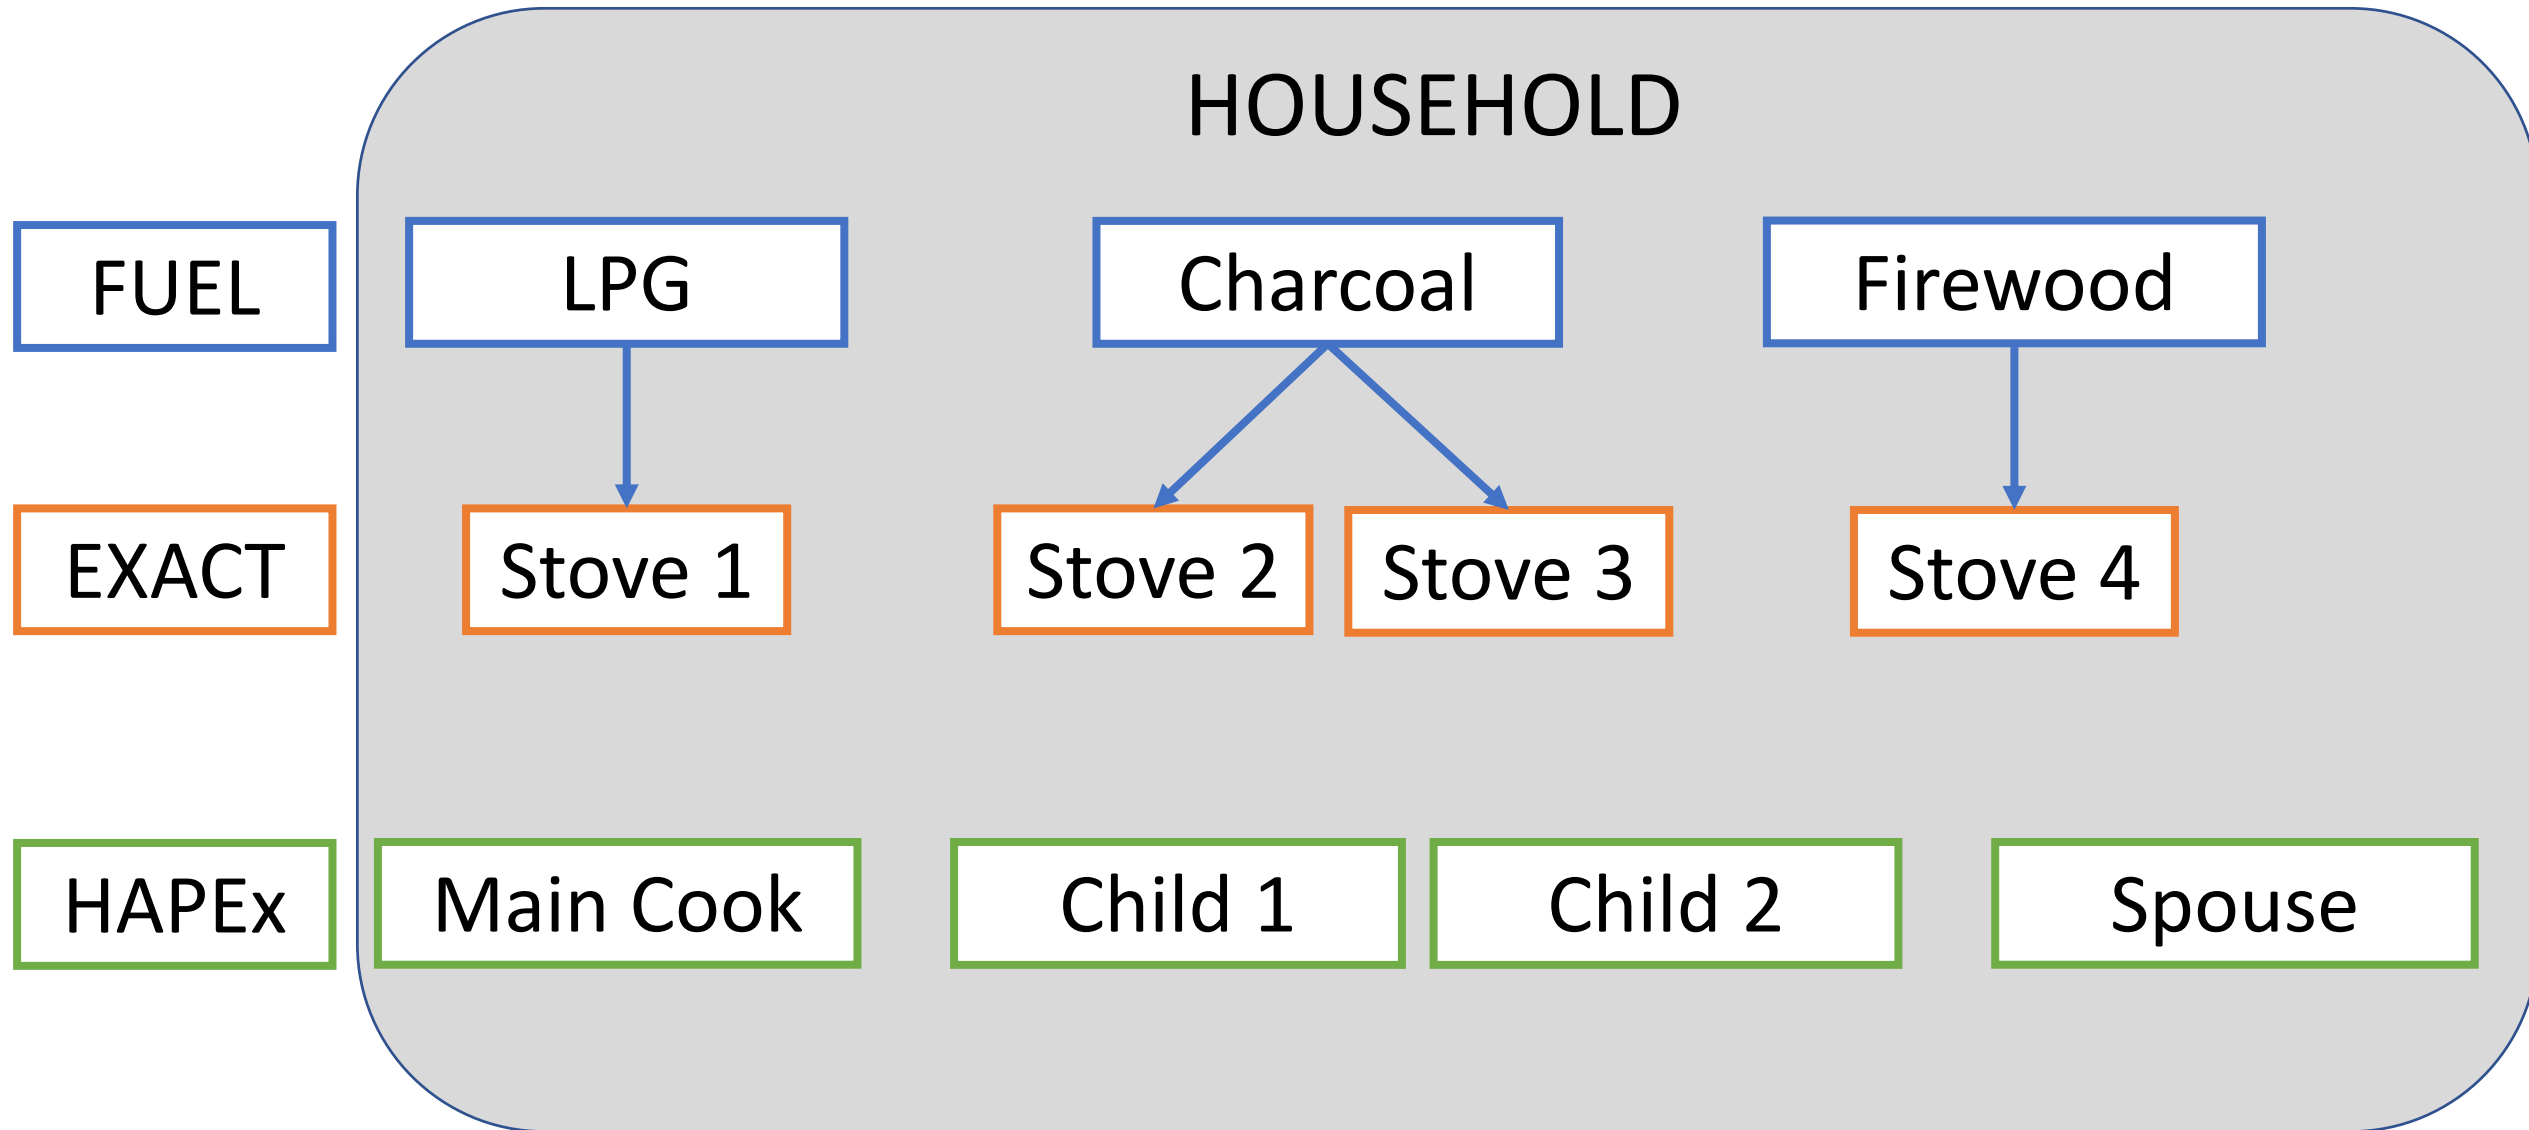 HOUSEHOLD
FUEL
LPG
Charcoal
Firewood
EXACT
Stove 1
Stove 2
Stove 3
Stove 4
HAPEx
Main Cook
Child 1
Child 2
Spouse